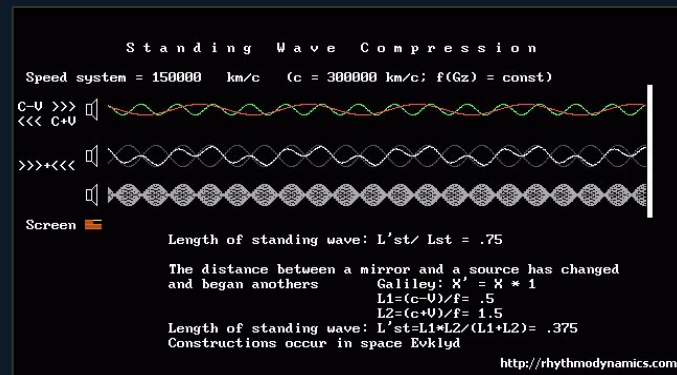 Standing Wave Compression
Speed system = 150000 km/c (c = 300000 km/c; f(Gz) = const)
C-V >>>
<<< C+V
>>>+<<<
Screen
Length of standing wave: L'st/ Lst = .75
The distance between a mirror and a source has changed
and began anothers Galiley: X' = X * 1
L1=(c-V)/f= .5
L2=(c+V)/f= 1.5
Length of standing wave: L'st=L1*L2/(L1+L2)= .375
Constructions occur in space Evklyd
http://rhythmodynamics.com